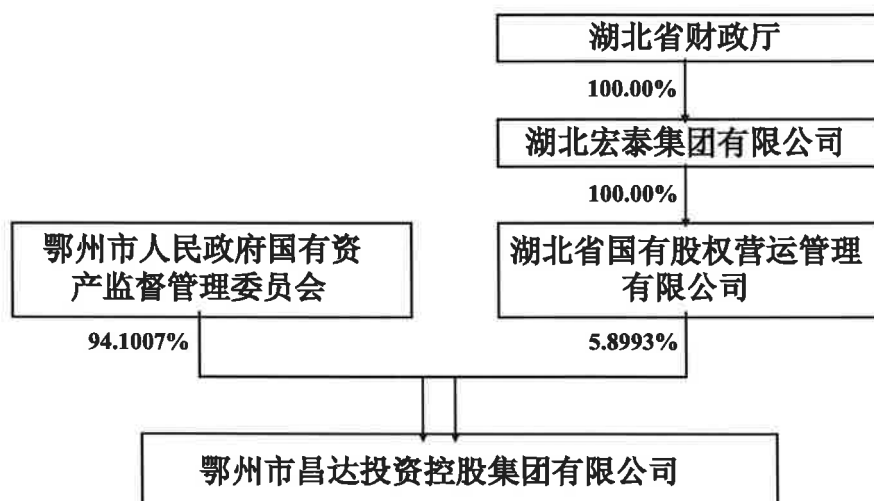 湖北省财政厅
100.00%
湖北宏泰集团有限公司
100.00%
鄂州市人民政府国有资
产监督管理委员会
湖北省国有股权营运管理
有限公司
94.1007%
5.8993%
鄂州市昌达投资控股集团有限公司